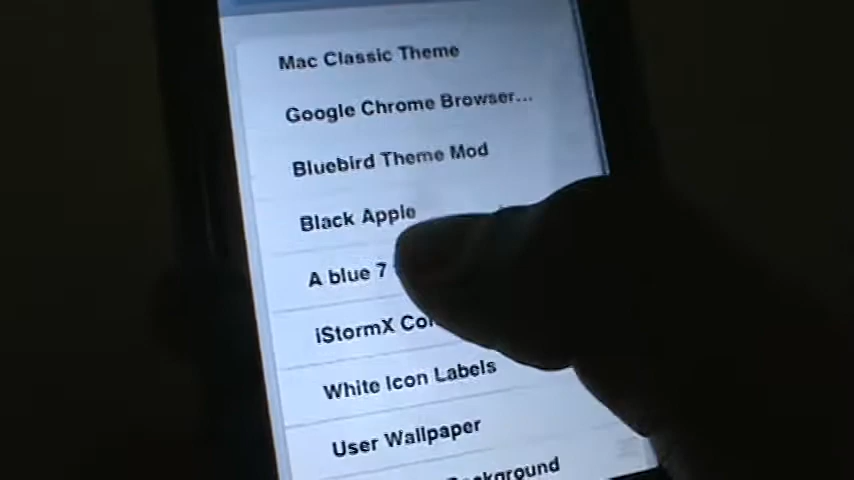 Mac Classic Theme
Google Chrome Browser...
Bluebird Theme Mod
Black Apple
A blue 7
iStormX
White Icon Labels
User Wallpaper